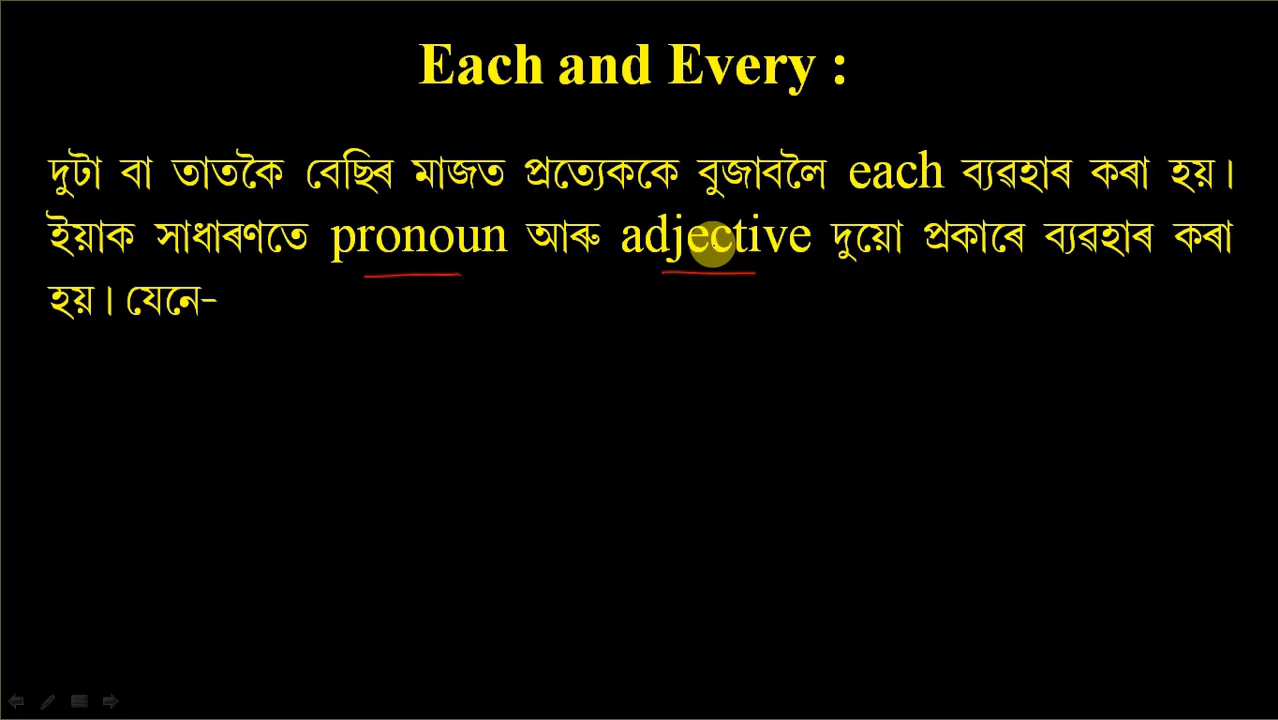 Each and Every :
দুটা বা তাতকৈ বেছিৰ মাজত প্ৰত্যেককে বুজাবলৈ each ব্যৱহাৰ কৰা হয়।
ইয়াক সাধাৰণতে pronoun আৰু adjective দুয়ো প্ৰকাৰে ব্যৱহাৰ কৰা
হয়। যেনে-